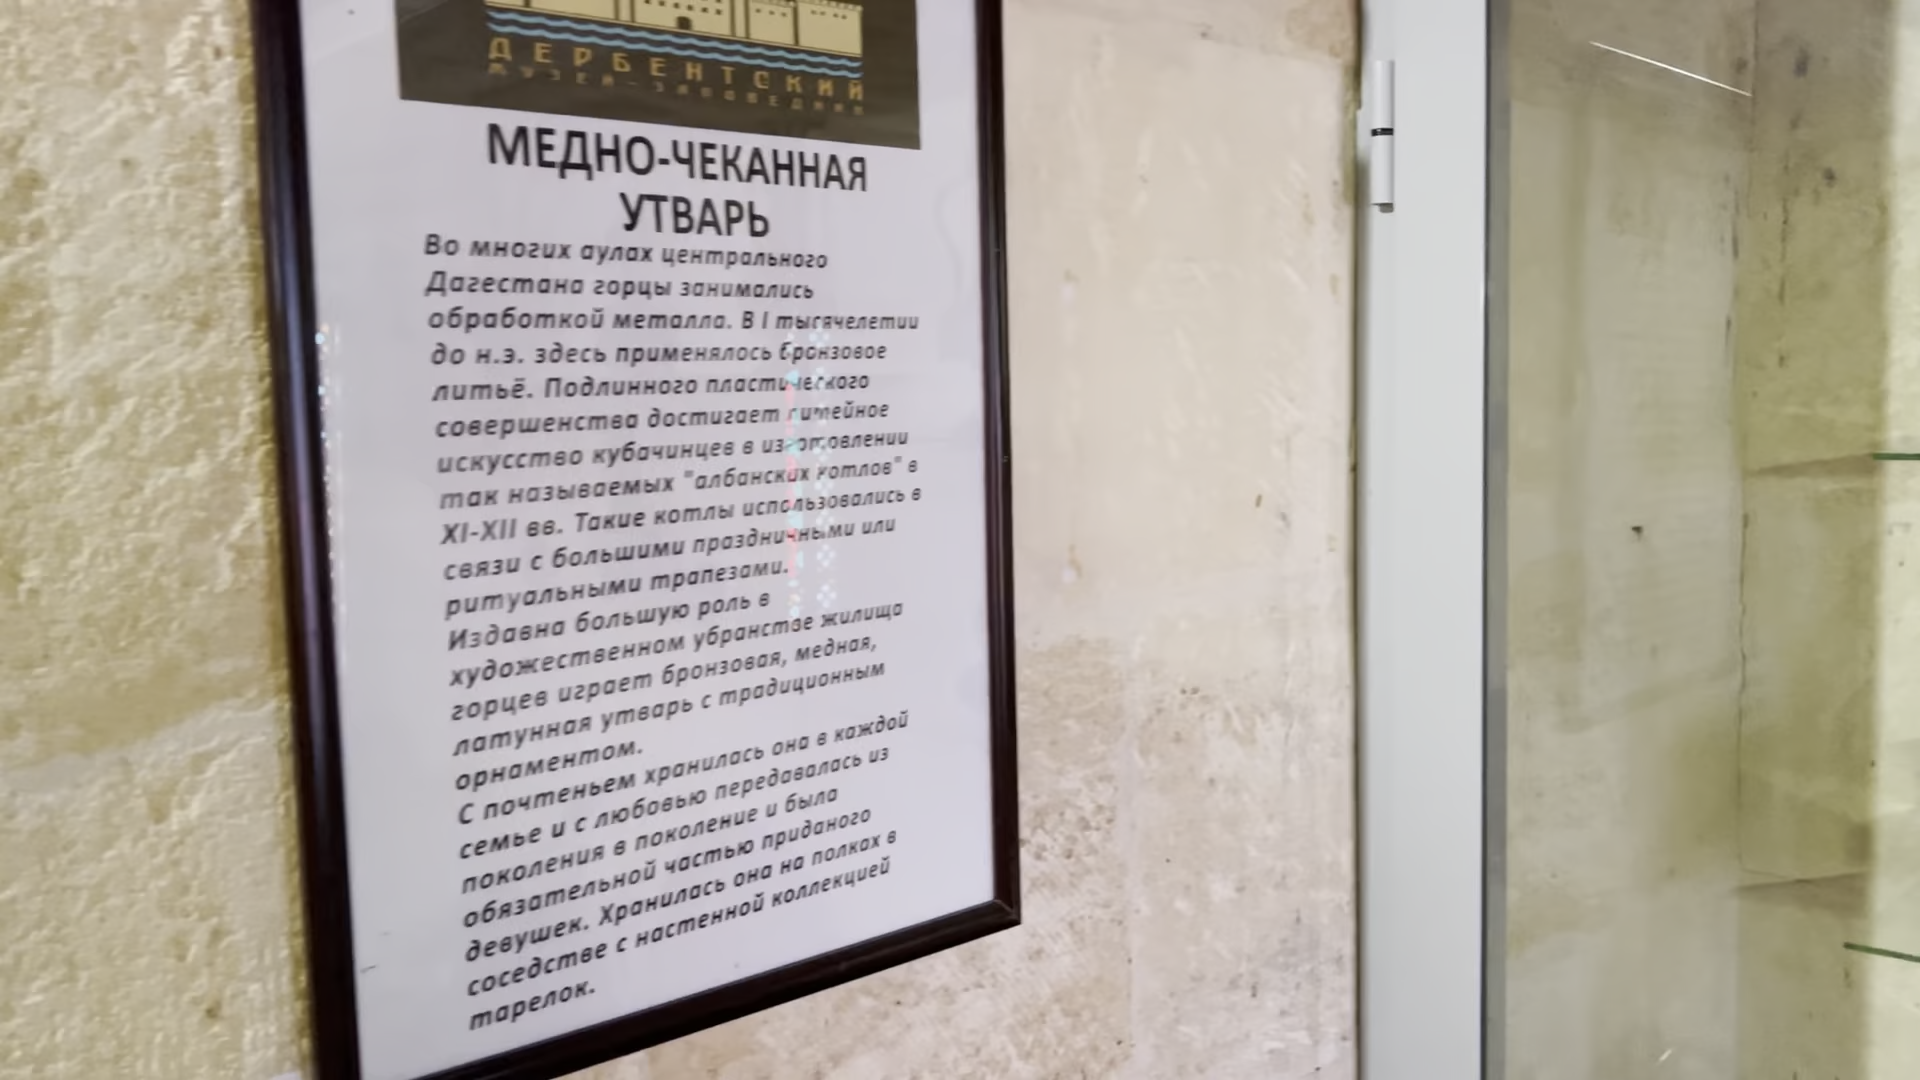 ДЕРБЕНТСКИЙ
МУЗЕЙ-ЗАПОВЕДНИК
МЕДНО-ЧЕКАННАЯ
УТВАРЬ
Во многих аулах центрального
Дагестана горцы занимались
обработкой металла. В I тысячелетии
до н.э. здесь применялось бронзовое
литьё. Подлинного пластического
совершенства достигает литейное
искусство кубачинцев в изготовлении
так называемых "албанских котлов" в
XI-XII вв. Такие котлы использовались в
связи с большими праздничными или
ритуальными трапезами.
Издавна большую роль в
художественном убранстве жилища
горцев играет бронзовая, медная,
латунная утварь с традиционным
орнаментом.
С почтеньем хранилась она в каждой
семье и с любовью передавалась из
поколения в поколение и была
обязательной частью приданого
девушек. Хранилась она на полках в
соседстве с настенной коллекцией
тарелок.